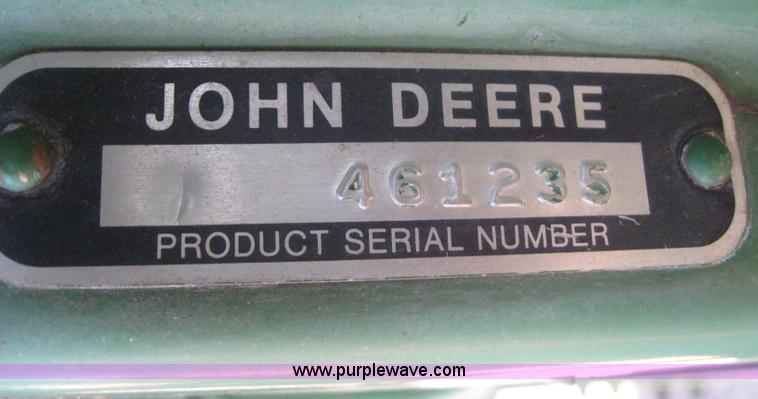 JOHN DEERE
461235
PRODUCT SERIAL NUMBER
www.purplewave.com